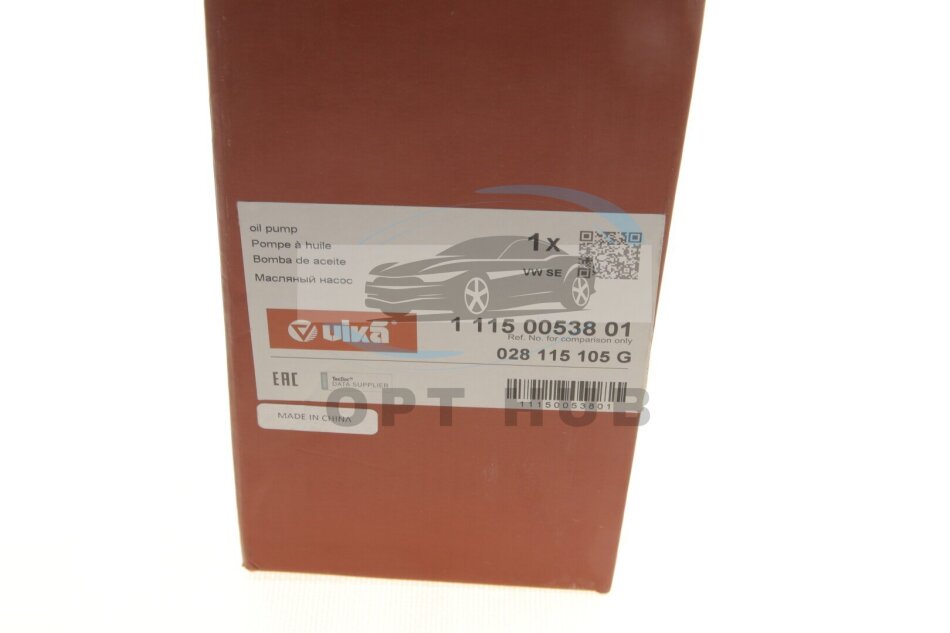 oil pump
Pompe à huile
Bomba de aceite
Масляный насос
1x
VW SE
vika
1 115 00538 01
Ref. No. for comparison only
028 115 105 G
EAC
TecDoc®
DATA SUPPLIER
11150053801
MADE IN CHINA
OPT HUB